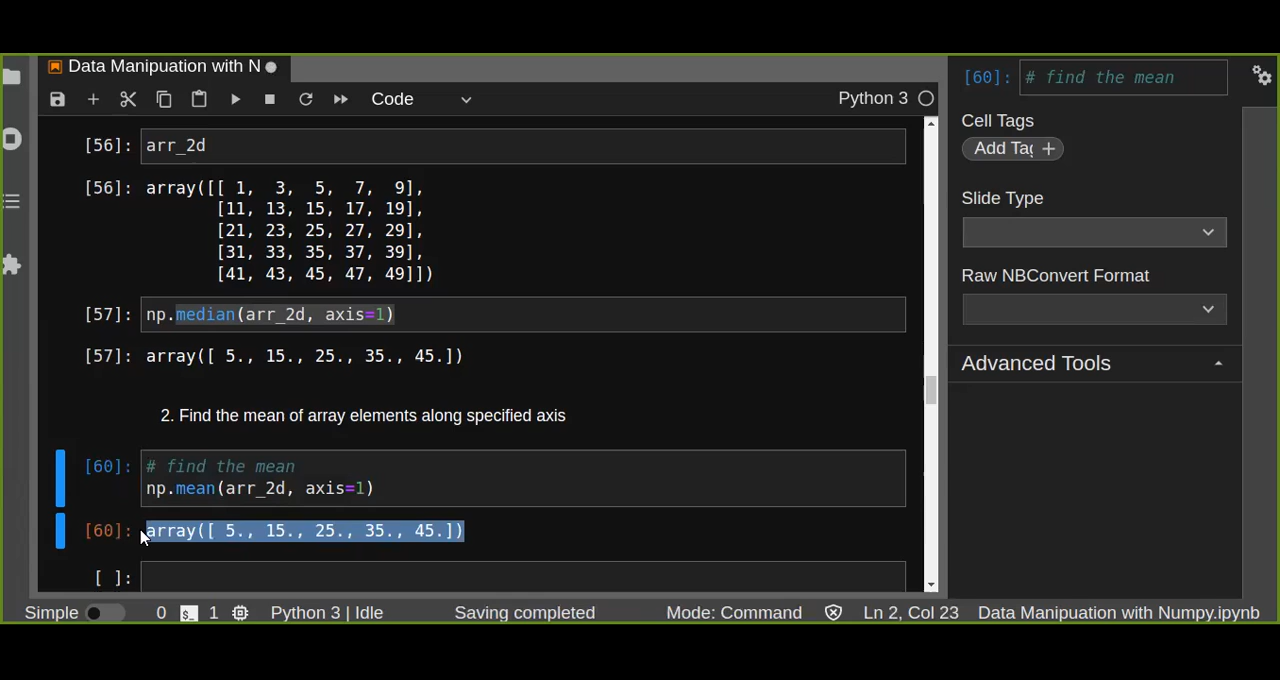 Data Manipuation with N
Code
Python 3
[56]: arr_2d
[56]: array([[ 1, 3, 5, 7, 9],
[11, 13, 15, 17, 19],
[21, 23, 25, 27, 29],
[31, 33, 35, 37, 39],
[41, 43, 45, 47, 49]])
[57]: np.median(arr_2d, axis=1)
[57]: array([ 5., 15., 25., 35., 45.])
2. Find the mean of array elements along specified axis
[60]: # find the mean
np.mean(arr_2d, axis=1)
[60]: array([ 5., 15., 25., 35., 45.])
[ ]:
[60]: # find the mean
Cell Tags
Add Tag +
Slide Type
Raw NBConvert Format
Advanced Tools
Simple 0 $_ 1 Python 3 | Idle Saving completed Mode: Command Ln 2, Col 23 Data Manipuation with Numpy.ipynb